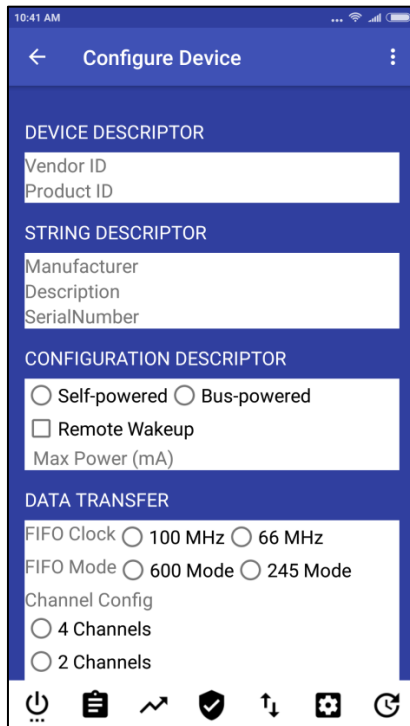 10:41 AM
Configure Device
DEVICE DESCRIPTOR
Vendor ID
Product ID
STRING DESCRIPTOR
Manufacturer
Description
SerialNumber
CONFIGURATION DESCRIPTOR
Self-powered Bus-powered
Remote Wakeup
Max Power (mA)
DATA TRANSFER
FIFO Clock 100 MHz 66 MHz
FIFO Mode 600 Mode 245 Mode
Channel Config
4 Channels
2 Channels